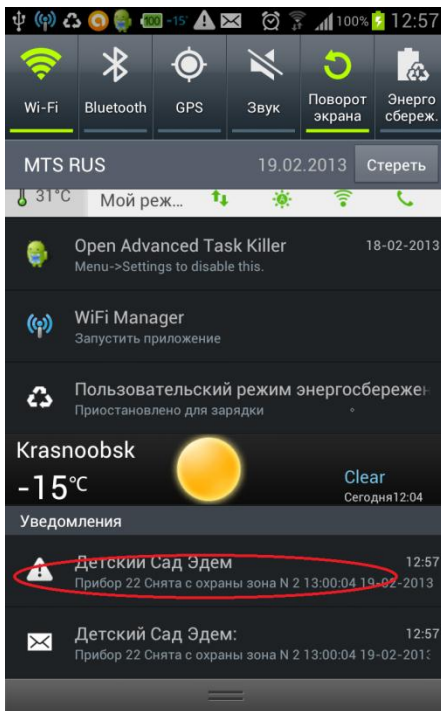 100 -15° 100% 12:57
Wi-Fi Bluetooth GPS Звук Поворот экрана Энерго сбереж.
MTS RUS 19.02.2013 Стереть
31°C Мой реж...
Open Advanced Task Killer 18-02-2013
Menu->Settings to disable this.
WiFi Manager
Запустить приложение
Пользовательский режим энергосбережен
Приостановлено для зарядки
Krasnoobsk
-15°C Clear
Сегодня12:04
Уведомления
Детский Сад Эдем 12:57
Прибор 22 Снята с охраны зона N 2 13:00:04 19-02-2013
Детский Сад Эдем: 12:57
Прибор 22 Снята с охраны зона N 2 13:00:04 19-02-2013